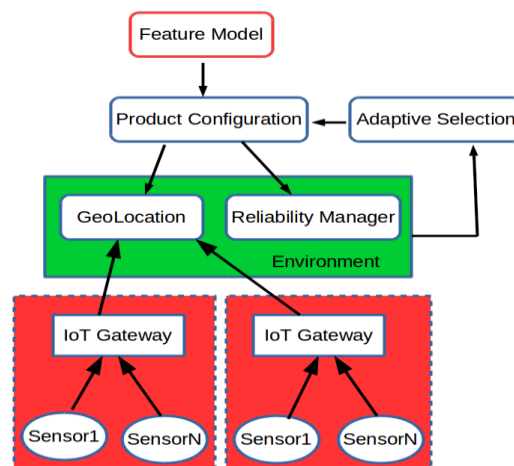 Feature Model
Product Configuration
Adaptive Selection
GeoLocation
Reliability Manager
Environment
IoT Gateway
IoT Gateway
Sensor1
SensorN
Sensor1
SensorN